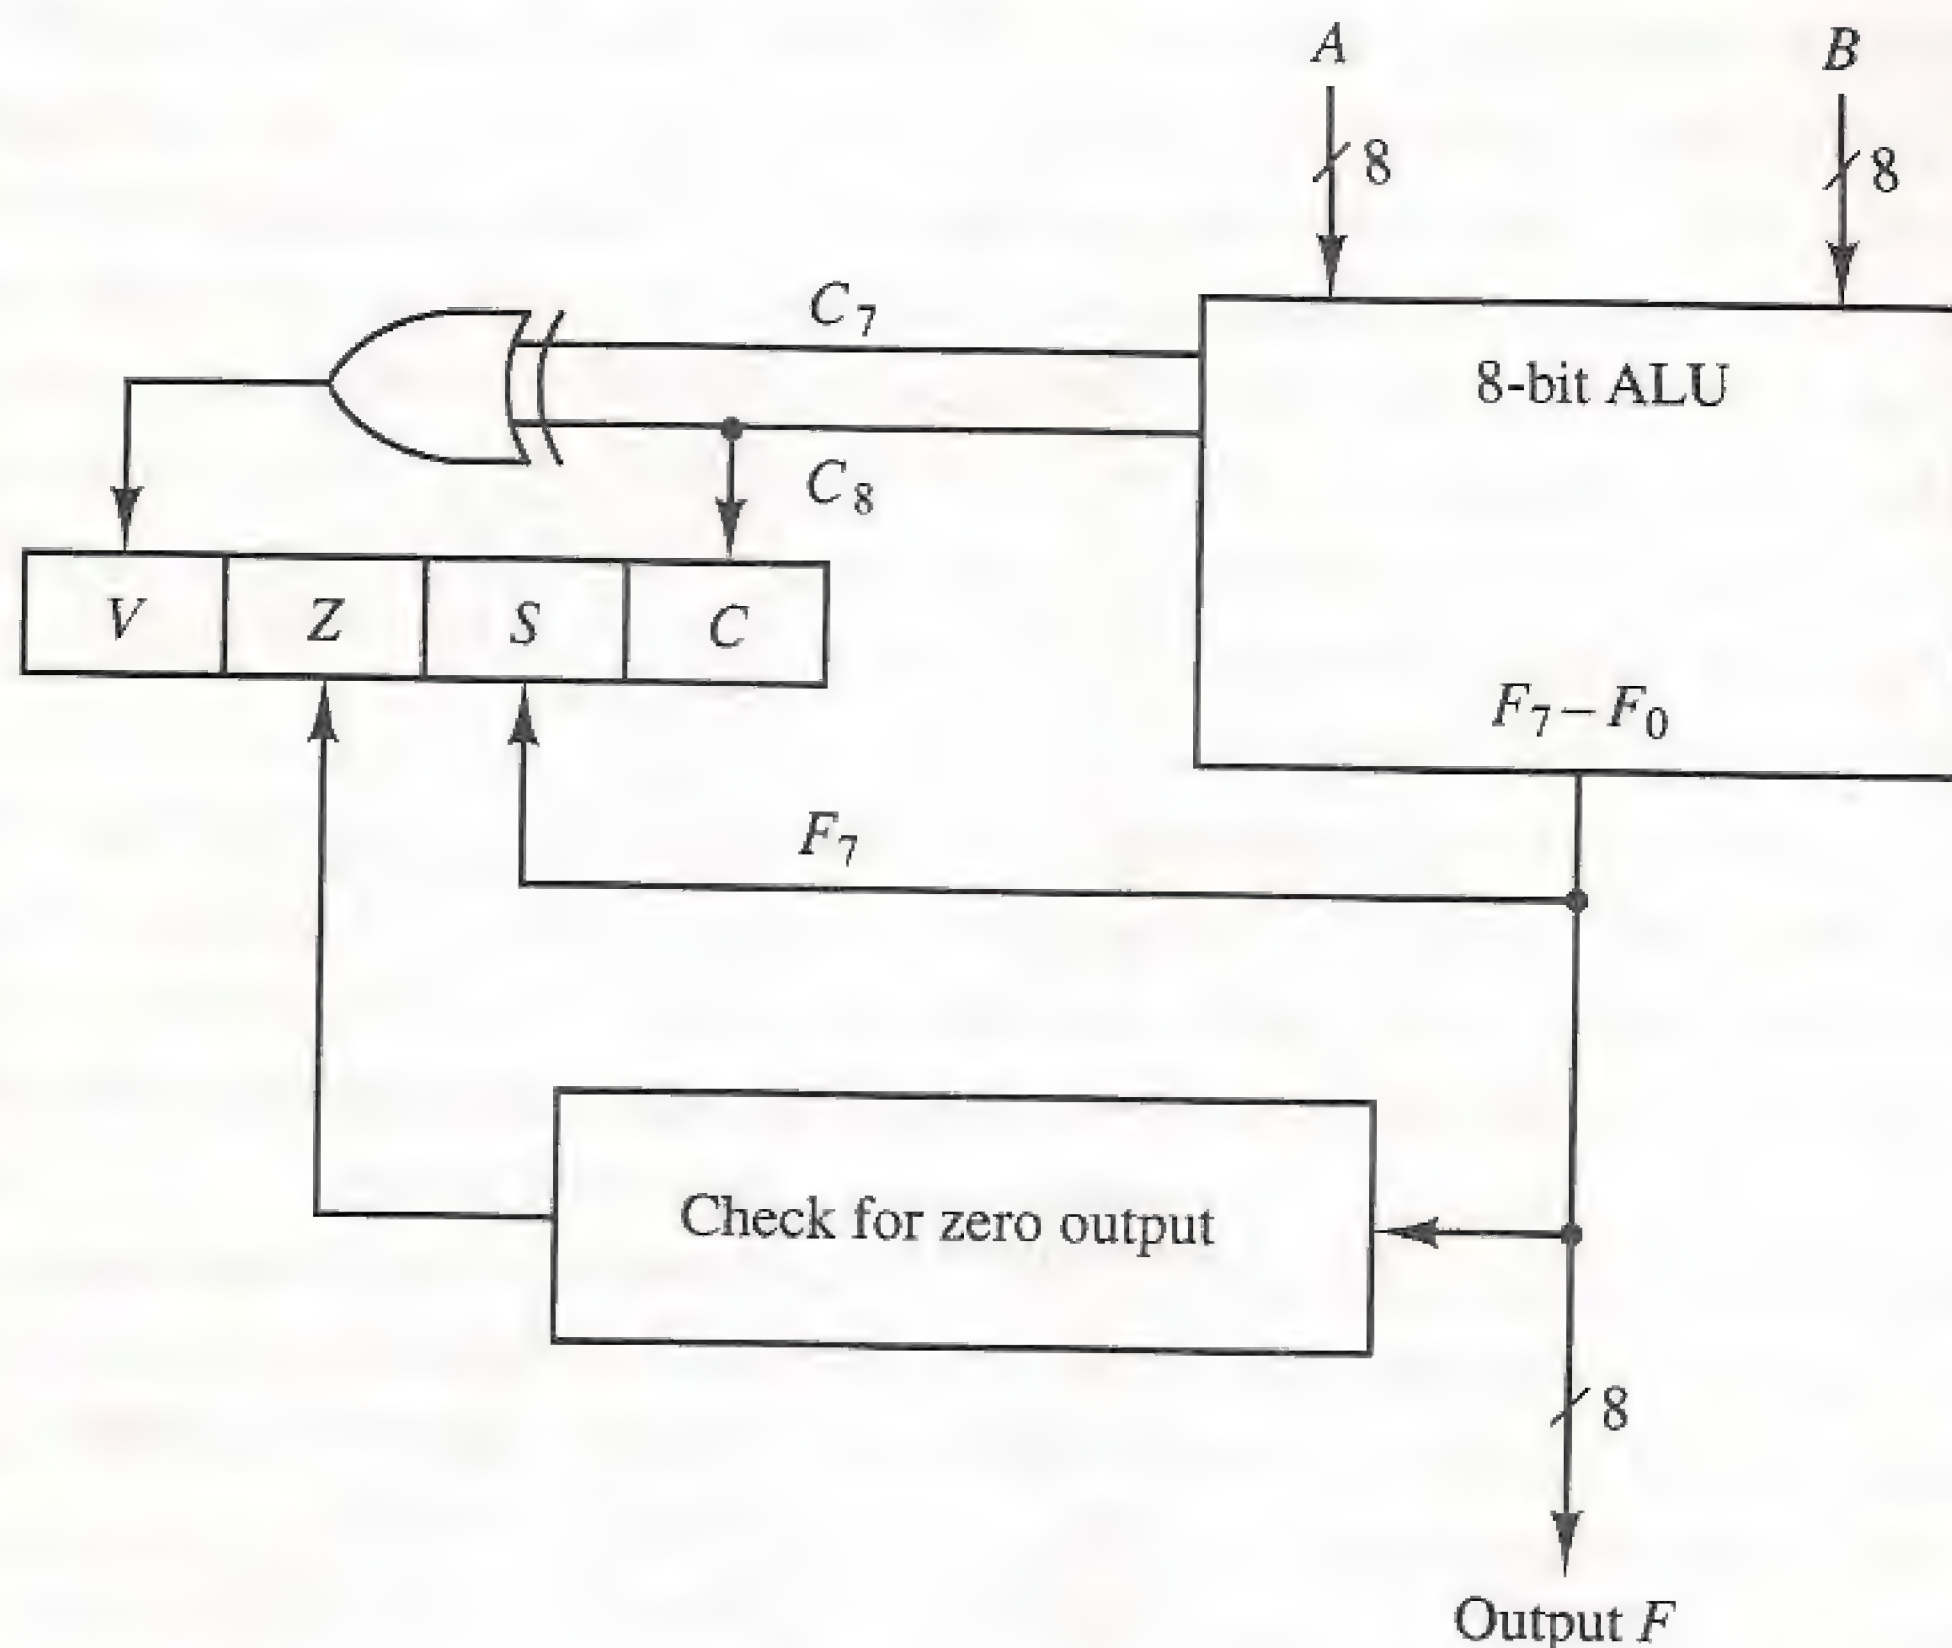 A
B
8
8
C7
8-bit ALU
C8
V Z S C
F7 – F0
F7
Check for zero output
8
Output F